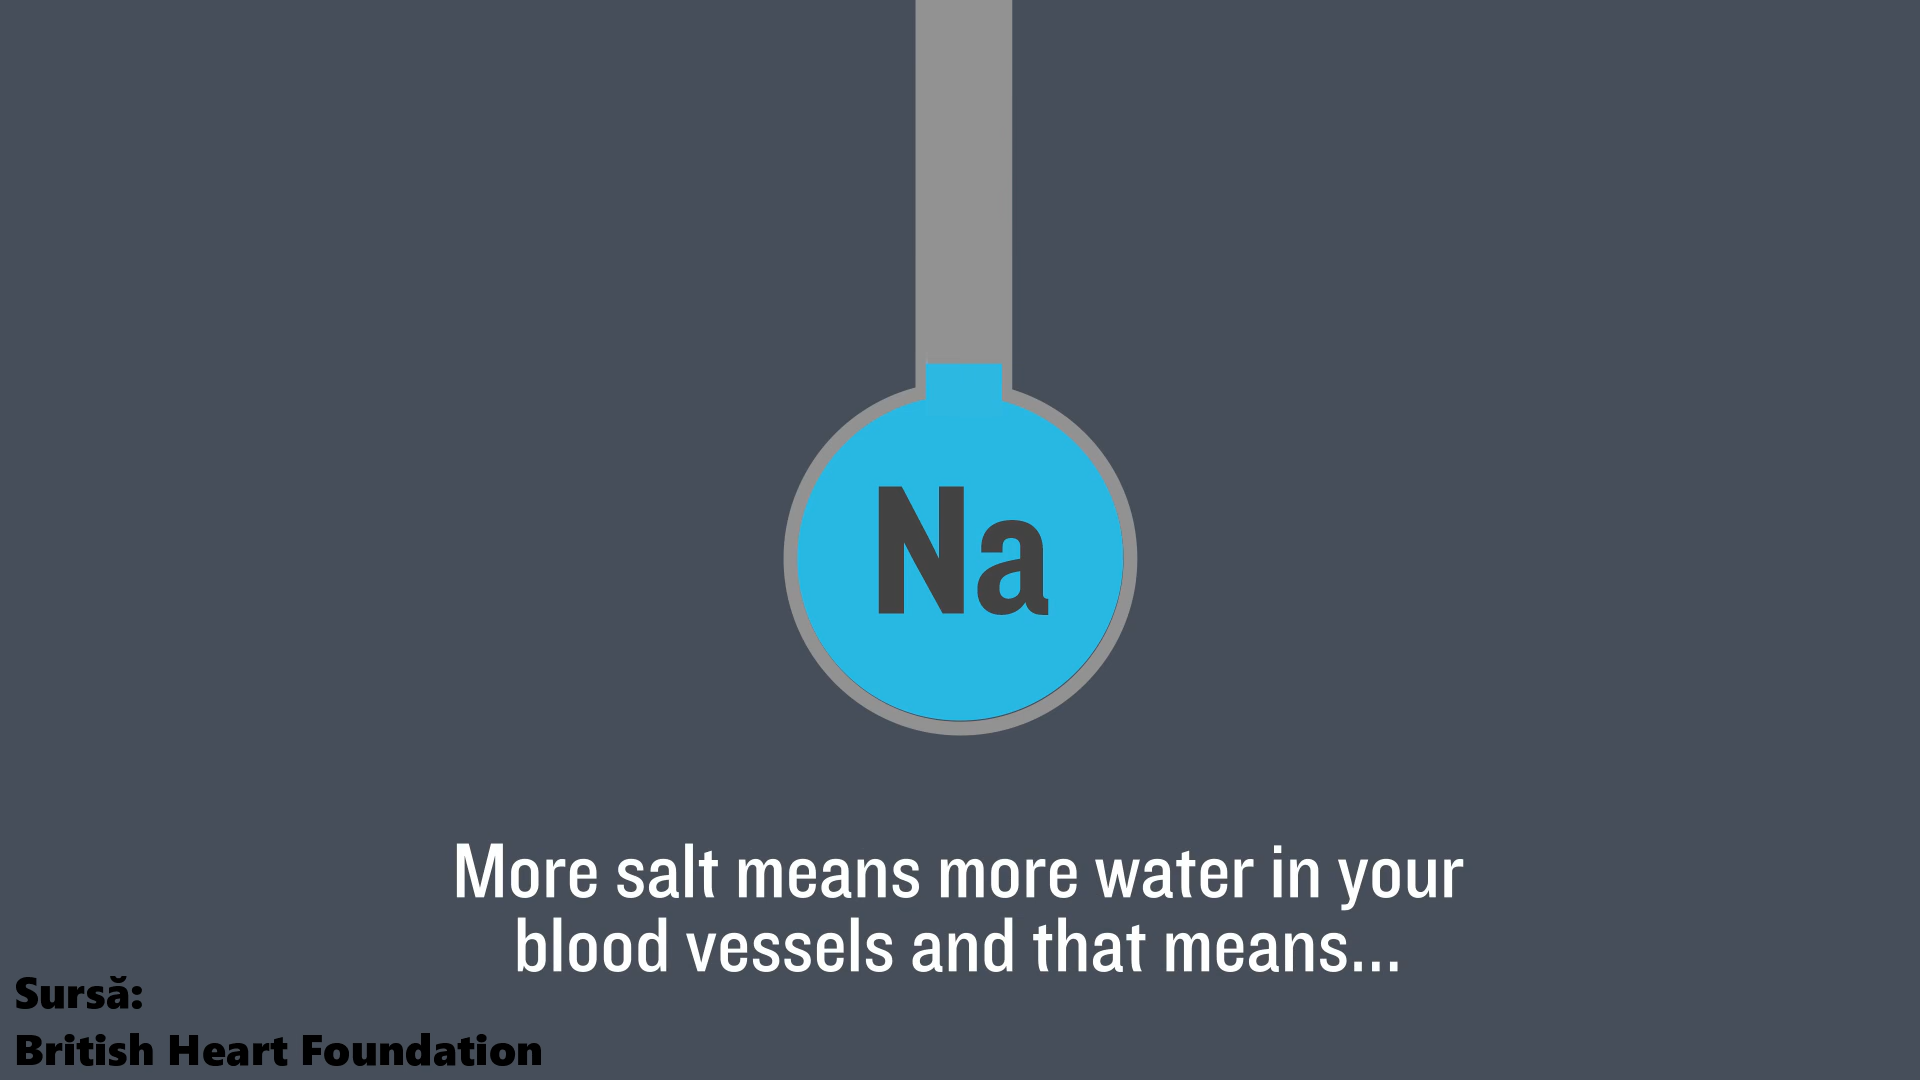 Na
More salt means more water in your
blood vessels and that means...
Sursă:
British Heart Foundation